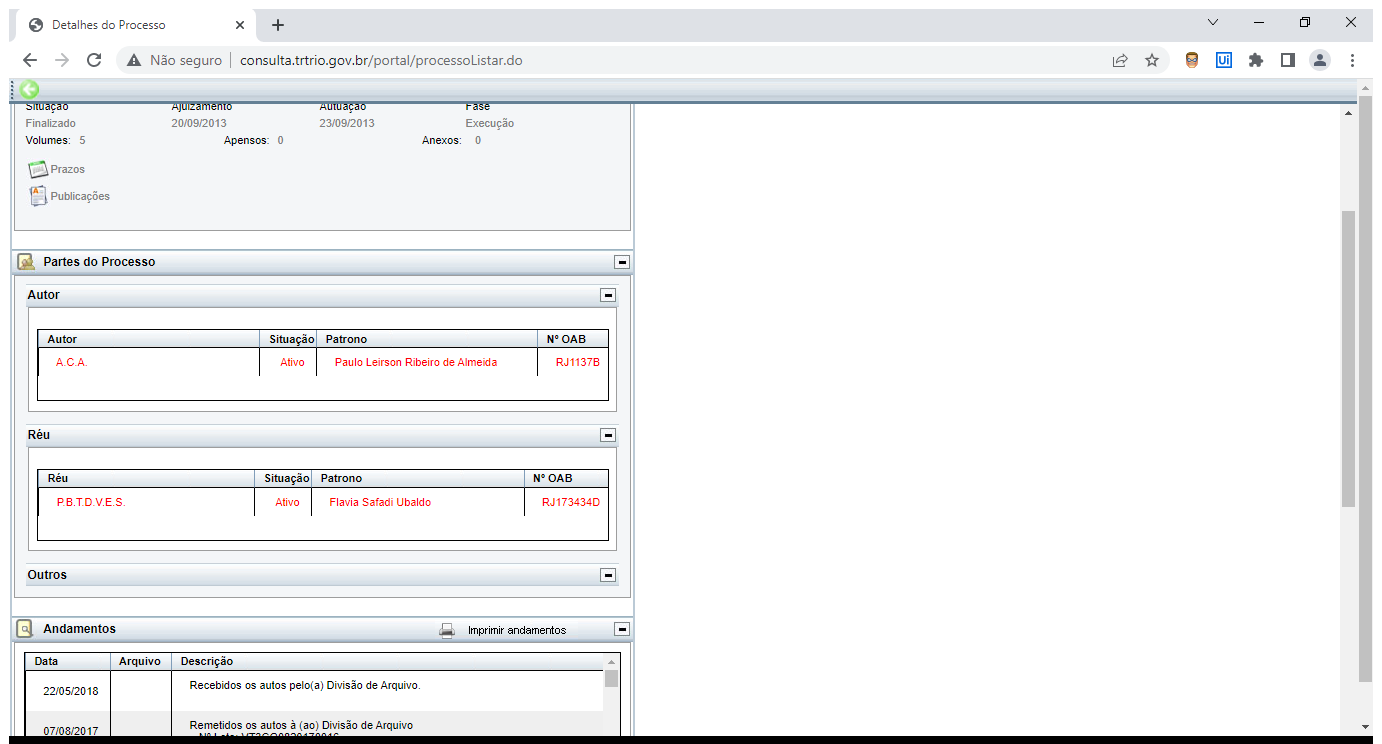 Detalhes do Processo
Não seguro consulta.trtrio.gov.br/portal/processoListar.do
Situação Ajuizamento Autuação Fase
Finalizado 20/09/2013 23/09/2013 Execução
Volumes: 5 Apensos: 0 Anexos: 0
Prazos
Publicações
Partes do Processo
Autor
Autor Situação Patrono Nº OAB
A.C.A. Ativo Paulo Leirson Ribeiro de Almeida RJ1137B
Réu
Réu Situação Patrono Nº OAB
P.B.T.D.V.E.S. Ativo Flavia Safadi Ubaldo RJ173434D
Outros
Andamentos Imprimir andamentos
Data Arquivo Descrição
22/05/2018 Recebidos os autos pelo(a) Divisão de Arquivo.
07/08/2017 Remetidos os autos à (ao) Divisão de Arquivo